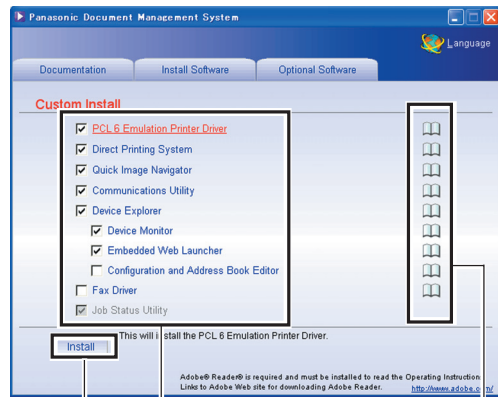 Panasonic Document Management System
Language
Documentation Install Software Optional Software
Custom Install
PCL 6 Emulation Printer Driver
Direct Printing System
Quick Image Navigator
Communications Utility
Device Explorer
Device Monitor
Embedded Web Launcher
Configuration and Address Book Editor
Fax Driver
Job Status Utility
This will install the PCL 6 Emulation Printer Driver.
Install
Adobe® Reader® is required and must be installed to read the Operating Instruction
Links to Adobe Web site for downloading Adobe Reader. http://www.adobe.com/